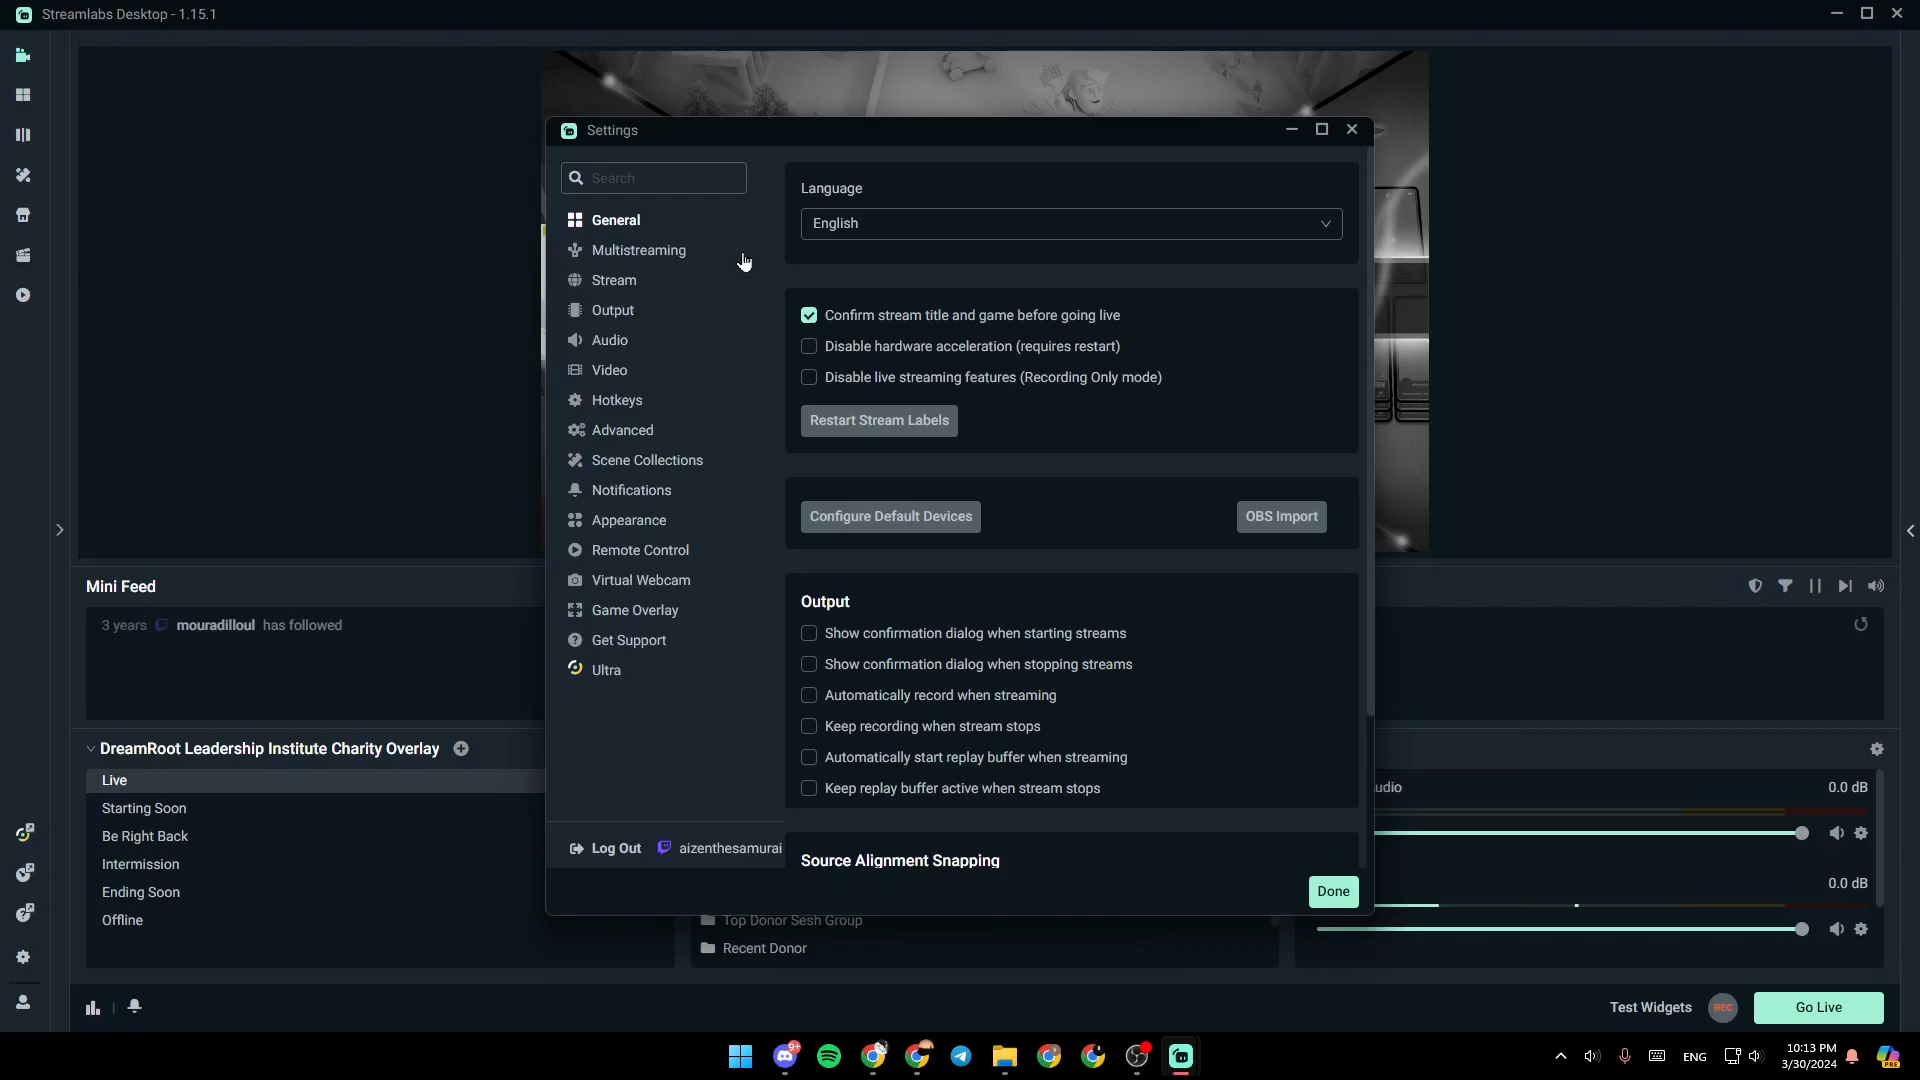 Streamlabs Desktop - 1.15.1
Settings
Search
General
Multistreaming
Stream
Output
Audio
Video
Hotkeys
Advanced
Scene Collections
Notifications
Appearance
Remote Control
Virtual Webcam
Game Overlay
Get Support
Ultra
Log Out aizenthesamurai
Language
English
Confirm stream title and game before going live
Disable hardware acceleration (requires restart)
Disable live streaming features (Recording Only mode)
Restart Stream Labels
Configure Default Devices OBS Import
Output
Show confirmation dialog when starting streams
Show confirmation dialog when stopping streams
Automatically record when streaming
Keep recording when stream stops
Automatically start replay buffer when streaming
Keep replay buffer active when stream stops
Source Alignment Snapping
Done
Mini Feed
3 years mouradilloul has followed
DreamRoot Leadership Institute Charity Overlay
Live
Starting Soon
Be Right Back
Intermission
Ending Soon
Offline
Top Donor Sesh Group
Recent Donor
udio 0.0 dB
0.0 dB
Test Widgets REC Go Live
9+
ENG
10:13 PM
3/30/2024
PRE